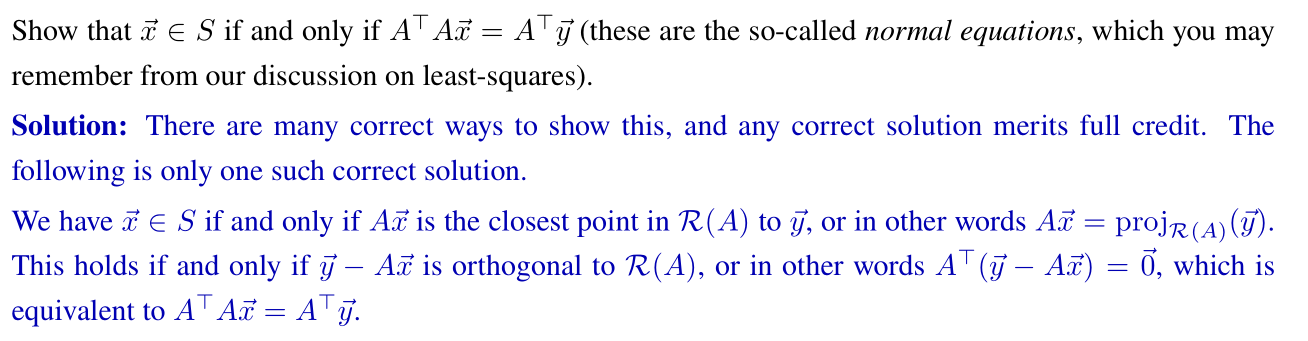 Show that $\vec{x} \in S$ if and only if $A^\top A\vec{x} = A^\top \vec{y}$ (these are the so-called normal equations, which you may
remember from our discussion on least-squares).
Solution: There are many correct ways to show this, and any correct solution merits full credit. The
following is only one such correct solution.
We have $\vec{x} \in S$ if and only if $A\vec{x}$ is the closest point in $\mathcal{R}(A)$ to $\vec{y}$, or in other words $A\vec{x} = \mathrm{proj}_{\mathcal{R}(A)}(\vec{y})$.
This holds if and only if $\vec{y} - A\vec{x}$ is orthogonal to $\mathcal{R}(A)$, or in other words $A^\top(\vec{y} - A\vec{x}) = \vec{0}$, which is
equivalent to $A^\top A\vec{x} = A^\top \vec{y}$.